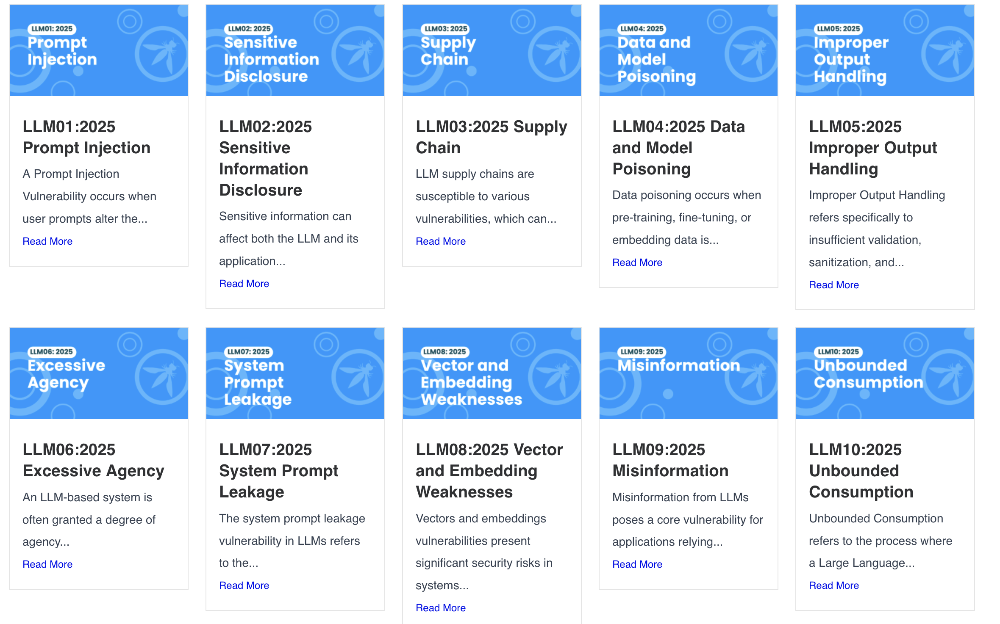 LLM01: 2025
Prompt
Injection
LLM01:2025
Prompt Injection
A Prompt Injection
Vulnerability occurs when
user prompts alter the...
Read More
LLM02: 2025
Sensitive
Information
Disclosure
LLM02:2025
Sensitive
Information
Disclosure
Sensitive information can
affect both the LLM and its
application...
Read More
LLM03: 2025
Supply
Chain
LLM03:2025 Supply
Chain
LLM supply chains are
susceptible to various
vulnerabilities, which can...
Read More
LLM04: 2025
Data and
Model
Poisoning
LLM04:2025 Data
and Model
Poisoning
Data poisoning occurs when
pre-training, fine-tuning, or
embedding data is...
Read More
LLM05: 2025
Improper
Output
Handling
LLM05:2025
Improper Output
Handling
Improper Output Handling
refers specifically to
insufficient validation,
sanitization, and...
Read More
LLM06: 2025
Excessive
Agency
LLM06:2025
Excessive Agency
An LLM-based system is
often granted a degree of
agency...
Read More
LLM07: 2025
System
Prompt
Leakage
LLM07:2025
System Prompt
Leakage
The system prompt leakage
vulnerability in LLMs refers
to the...
Read More
LLM08: 2025
Vector and
Embedding
Weaknesses
LLM08:2025 Vector
and Embedding
Weaknesses
Vectors and embeddings
vulnerabilities present
significant security risks in
systems...
Read More
LLM09: 2025
Misinformation
LLM09:2025
Misinformation
Misinformation from LLMs
poses a core vulnerability for
applications relying...
Read More
LLM10: 2025
Unbounded
Consumption
LLM10:2025
Unbounded
Consumption
Unbounded Consumption
refers to the process where
a Large Language...
Read More